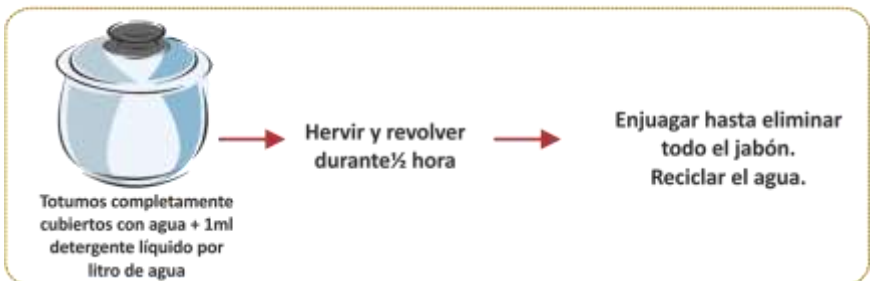 Totumos completamente
cubiertos con agua + 1ml
detergente líquido por
litro de agua
Hervir y revolver
durante½ hora
Enjuagar hasta eliminar
todo el jabón.
Reciclar el agua.